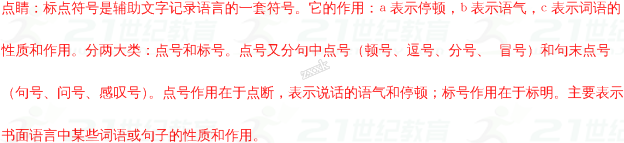 点睛：标点符号是辅助文字记录语言的一套符号。它的作用：a 表示停顿，b 表示语气，c 表示词语的
性质和作用。分两大类：点号和标号。点号又分句中点号（顿号、逗号、分号、 冒号）和句末点号
（句号、问号、感叹号）。点号作用在于点断，表示说话的语气和停顿；标号作用在于标明。主要表示
书面语言中某些词语或句子的性质和作用。
21世纪教育